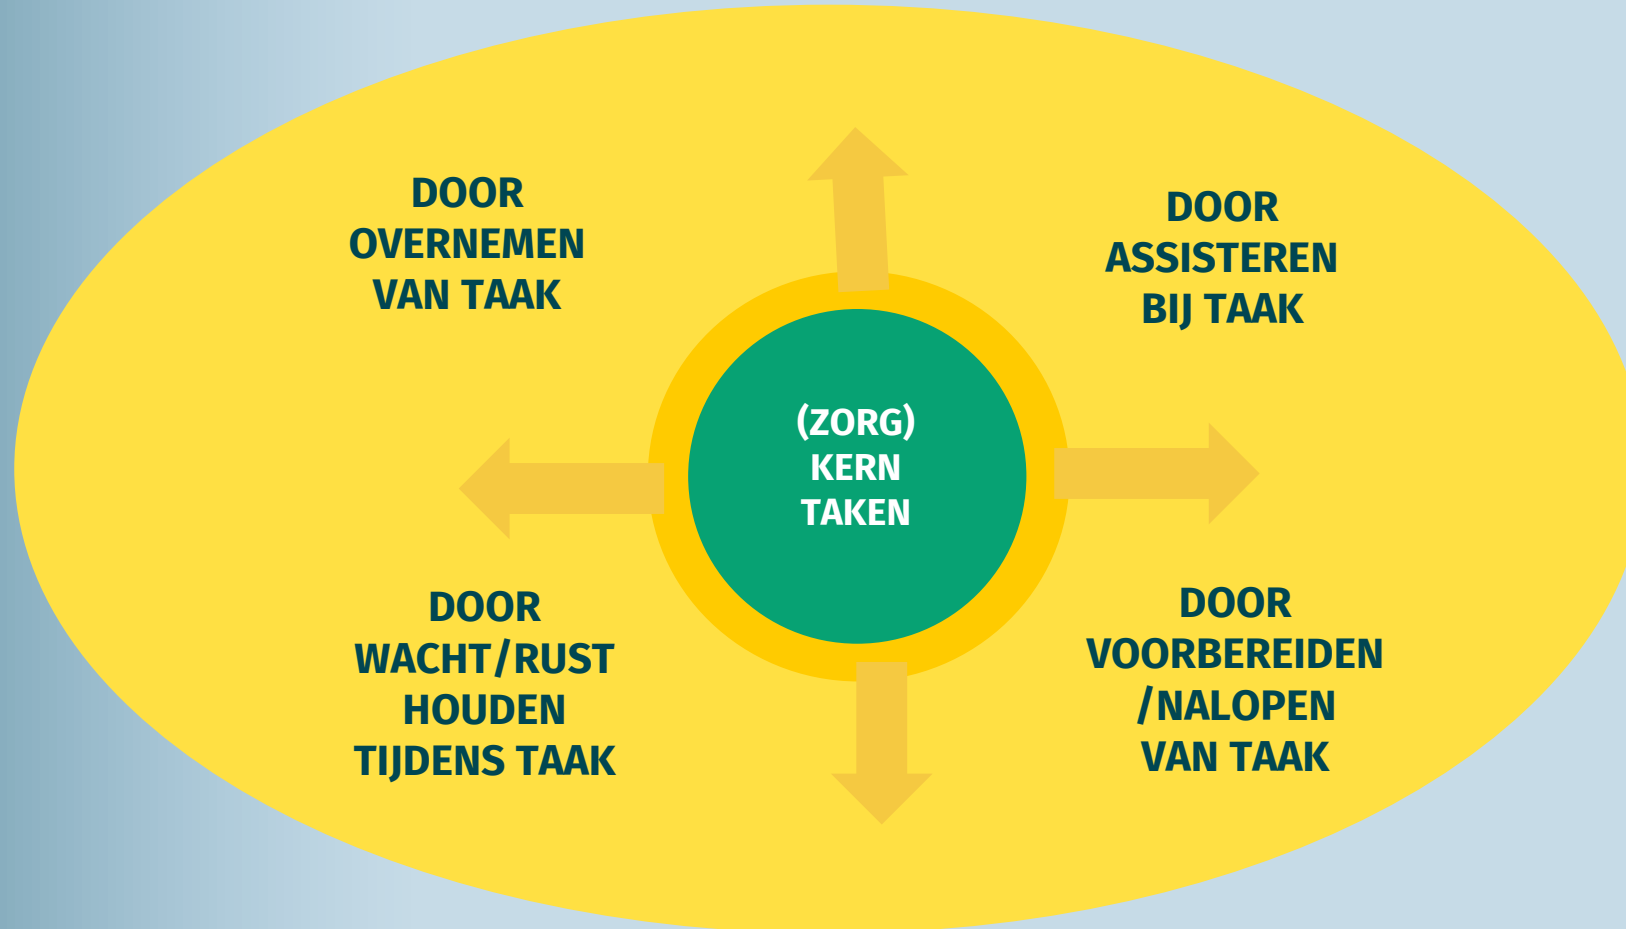 DOOR
OVERNEMEN
VAN TAAK
DOOR
ASSISTEREN
BIJ TAAK
(ZORG)
KERN
TAKEN
DOOR
WACHT/RUST
HOUDEN
TIJDENS TAAK
DOOR
VOORBEREIDEN
/NALOPEN
VAN TAAK